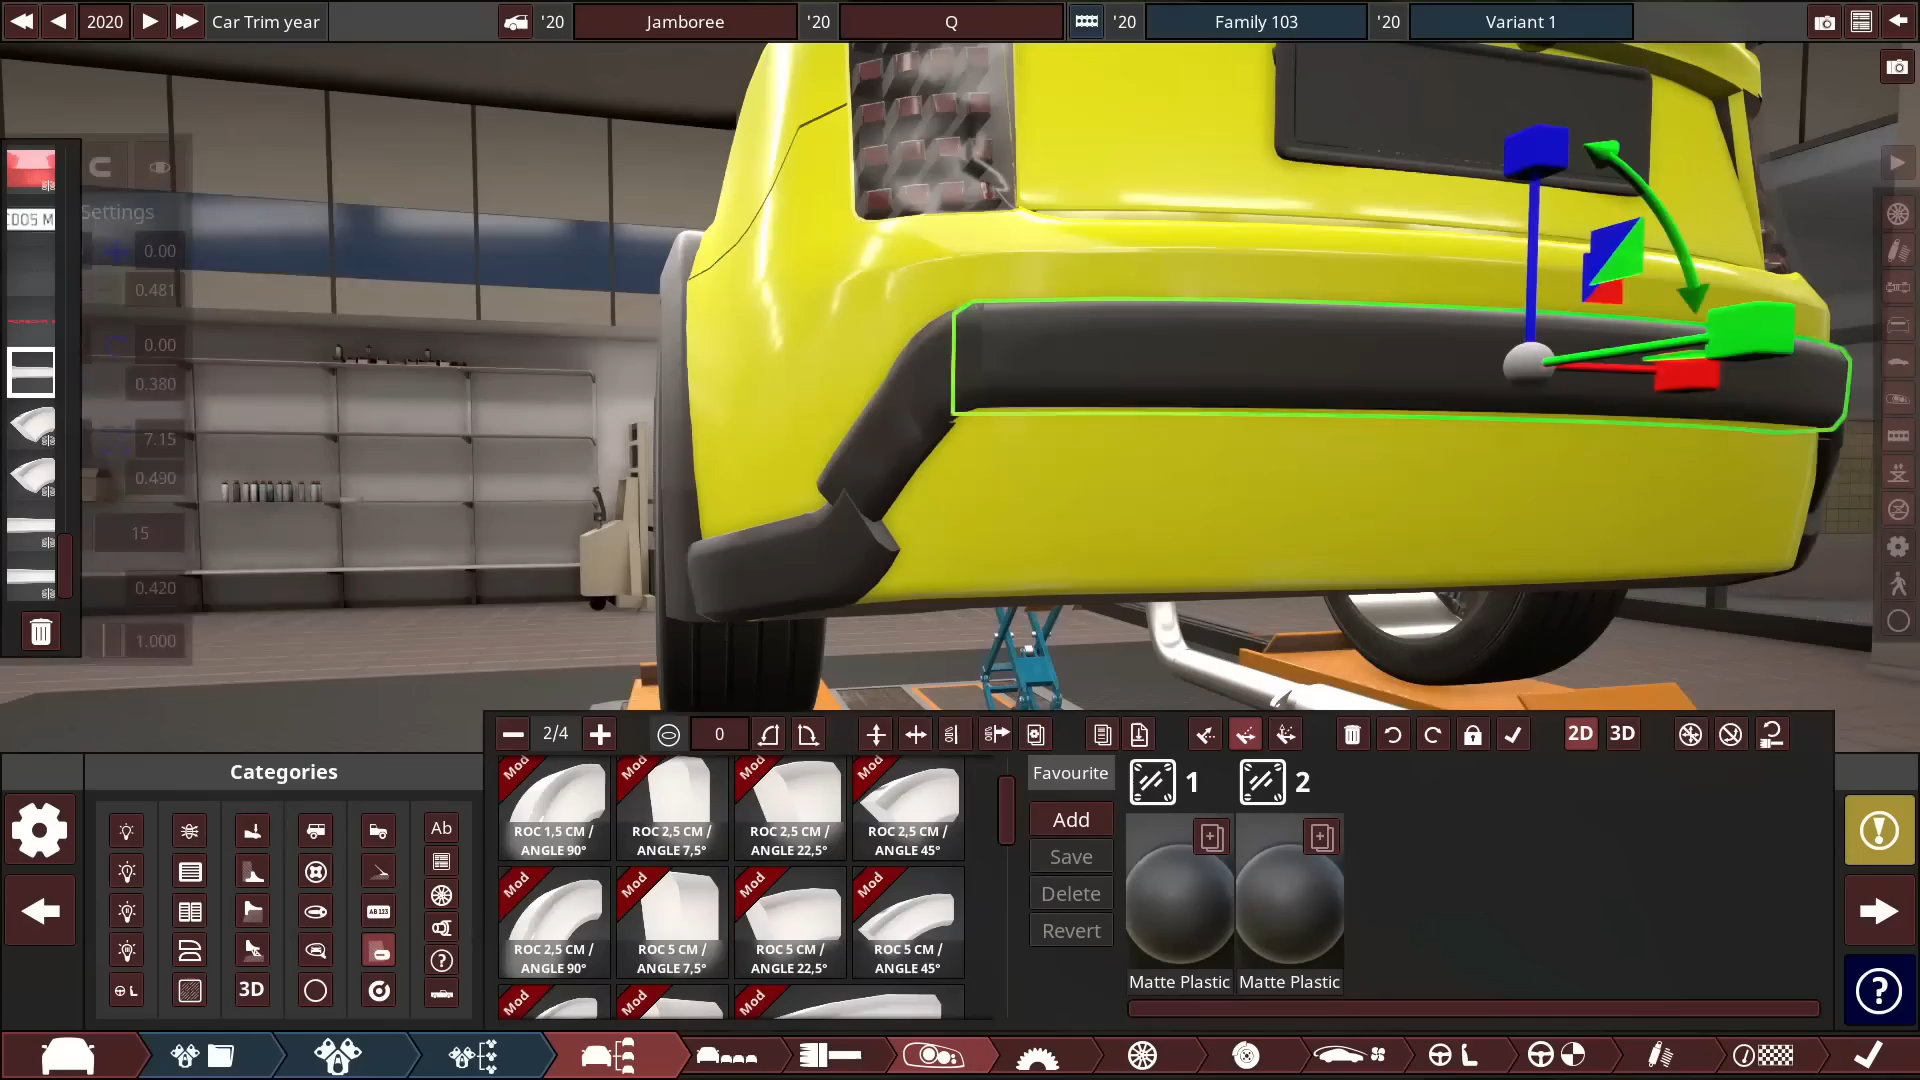 2020 Car Trim year '20 Jamboree '20 Q '20 Family 103 '20 Variant 1
Settings
0.00
0.481
0.00
0.380
7.15
0.490
15
0.420
1.000
2/4 0 2D 3D
Categories
Ab
AB 123
3D
Mod Mod Mod Mod
ROC 1,5 CM / ANGLE 90°
ROC 2,5 CM / ANGLE 7,5°
ROC 2,5 CM / ANGLE 22,5°
ROC 2,5 CM / ANGLE 45°
Mod Mod Mod Mod
ROC 2,5 CM / ANGLE 90°
ROC 5 CM / ANGLE 7,5°
ROC 5 CM / ANGLE 22,5°
ROC 5 CM / ANGLE 45°
Mod Mod Mod
Favourite
Add
Save
Delete
Revert
1 2
Matte Plastic Matte Plastic